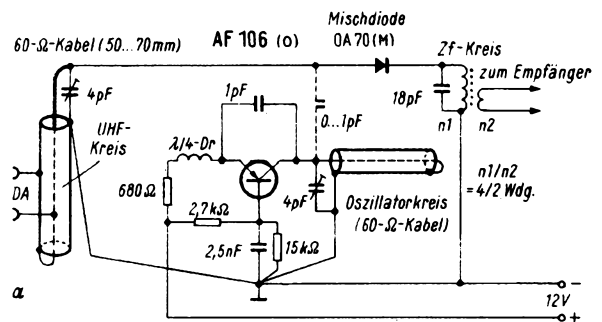 60-Ω-Kabel (50...70mm)
AF 106 (O)
Mischdiode
OA70(M)
Zf-Kreis
zum Empfänger
4pF
1pF
0...1pF
18pF
n1
n2
UHF-
Kreis
λ/4-Dr
DA
680Ω
2,7kΩ
4pF
Oszillatorkreis
(60-Ω-Kabel)
n1/n2
=4/2 Wdg.
2,5nF
15kΩ
a
–
12V
+